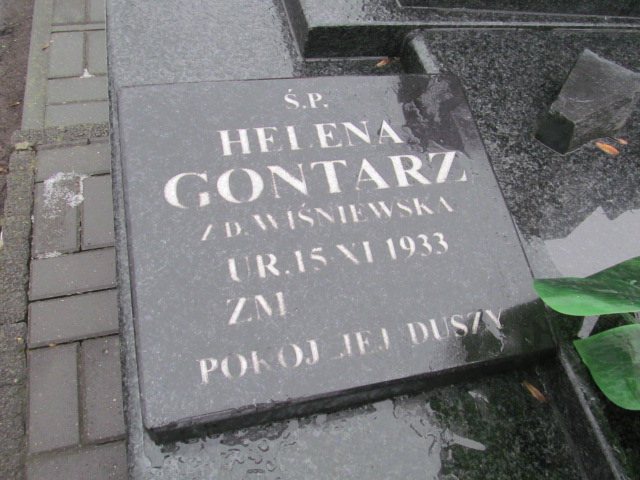 Ś.P.
HELENA
GONTARZ
Z D. WIŚNIEWSKA
UR. 15 XI 1933
ZM
POKÓJ JEJ DUSZY